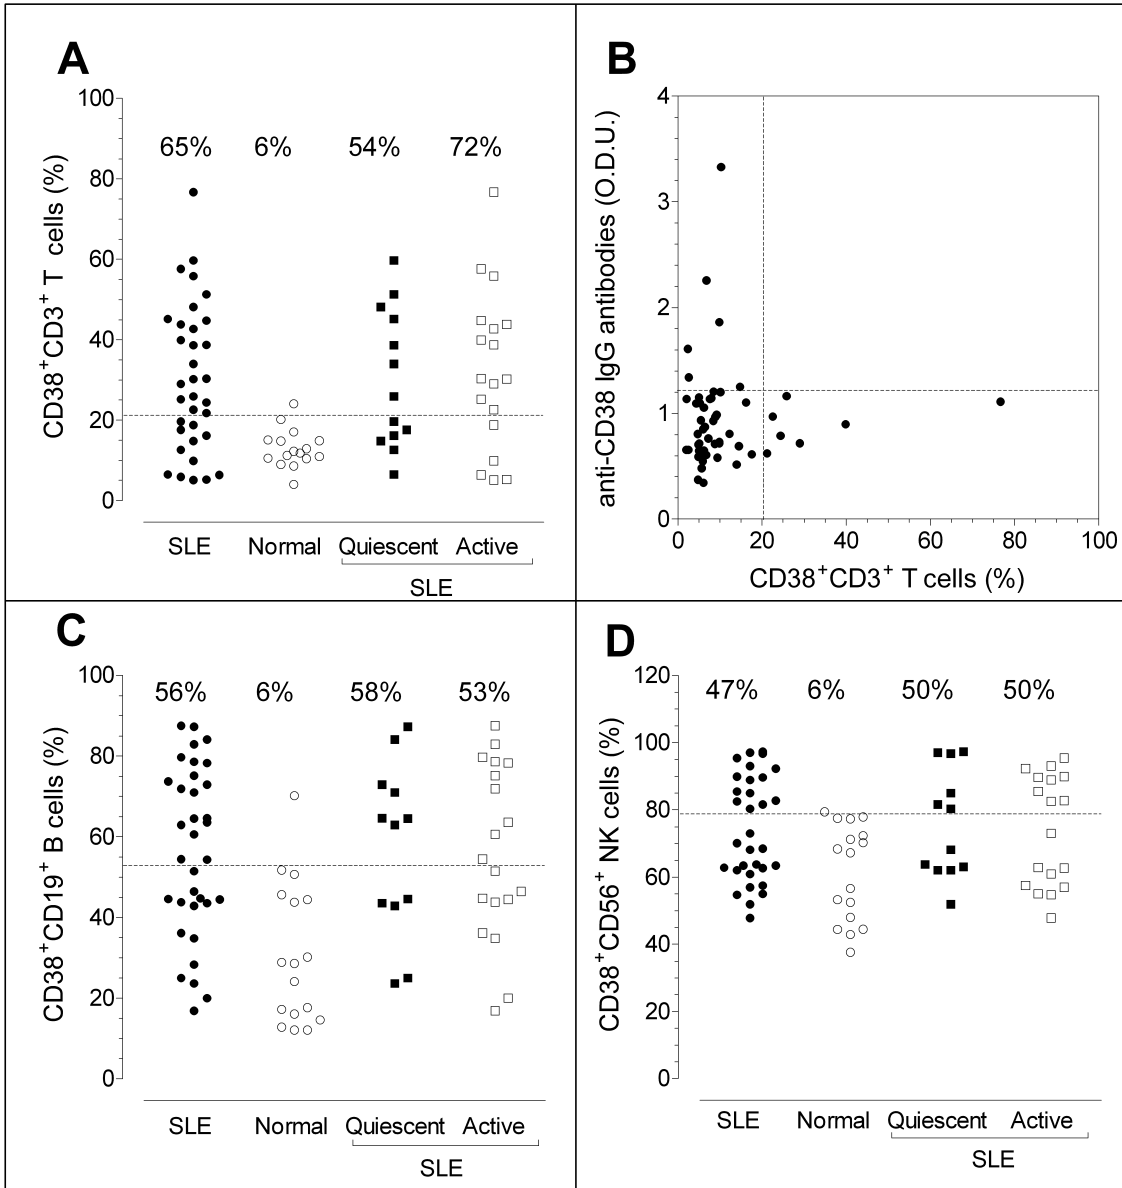 A
CD38+CD3+ T cells (%)
100
80
60
40
20
0
65% 6% 54% 72%
SLE Normal Quiescent Active
SLE
B
anti-CD38 IgG antibodies (O.D.U.)
4
3
2
1
0
0 20 40 60 80 100
CD38+CD3+ T cells (%)
C
CD38+CD19+ B cells (%)
100
80
60
40
20
0
56% 6% 58% 53%
SLE Normal Quiescent Active
SLE
D
CD38+CD56+ NK cells (%)
120
100
80
60
40
20
0
47% 6% 50% 50%
SLE Normal Quiescent Active
SLE